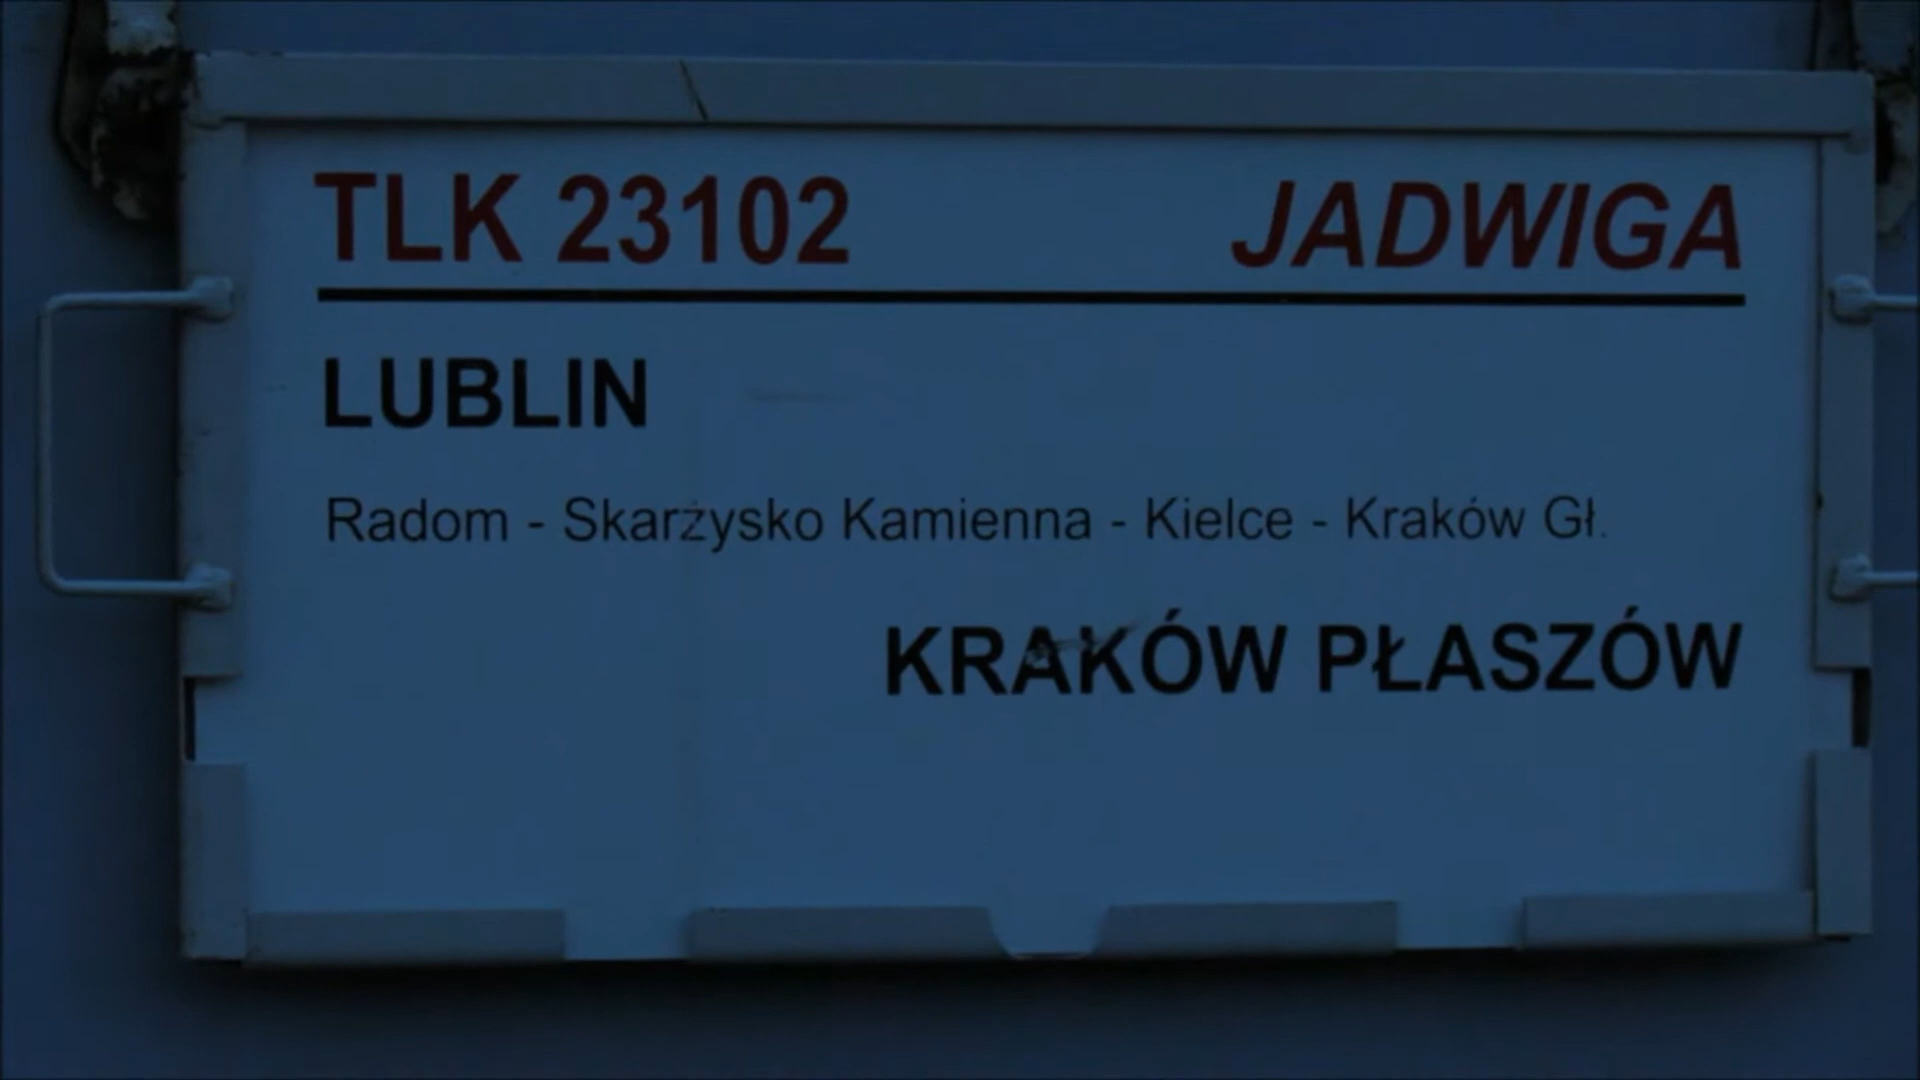 TLK 23102 JADWIGA
LUBLIN
Radom - Skarżysko Kamienna - Kielce - Kraków Gł.
KRAKÓW PŁASZÓW